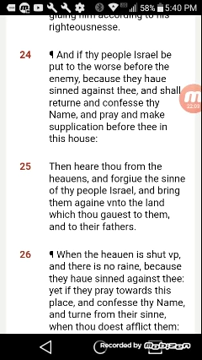 58% 5:40 PM
giuing him according to his
righteousnesse.
24 ¶ And if thy people Israel be
put to the worse before the
enemy, because they haue
sinned against thee, and shall
returne and confesse thy
Name, and pray and make
supplication before thee in
this house:
25 Then heare thou from the
heauens, and forgiue the sinne
of thy people Israel, and bring
them againe vnto the land
which thou gauest to them,
and to their fathers.
26 ¶ When the heauen is shut vp,
and there is no raine, because
they haue sinned against thee:
yet if they pray towards this
place, and confesse thy Name,
and turne from their sinne,
when thou doest afflict them:
Recorded by